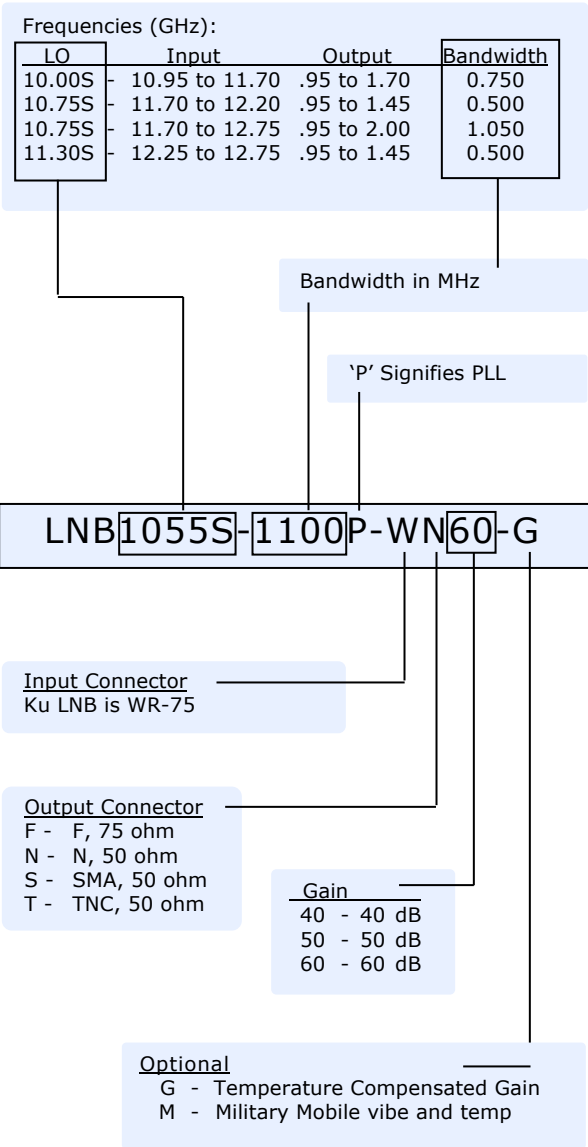 Frequencies (GHz):
LO Input Output Bandwidth
10.00S - 10.95 to 11.70 .95 to 1.70 0.750
10.75S - 11.70 to 12.20 .95 to 1.45 0.500
10.75S - 11.70 to 12.75 .95 to 2.00 1.050
11.30S - 12.25 to 12.75 .95 to 1.45 0.500
Bandwidth in MHz
‘P’ Signifies PLL
LNB1055S-1100P-WN60-G
Input Connector
Ku LNB is WR-75
Output Connector
F - F, 75 ohm
N - N, 50 ohm
S - SMA, 50 ohm
T - TNC, 50 ohm
Gain
40 - 40 dB
50 - 50 dB
60 - 60 dB
Optional
G - Temperature Compensated Gain
M - Military Mobile vibe and temp